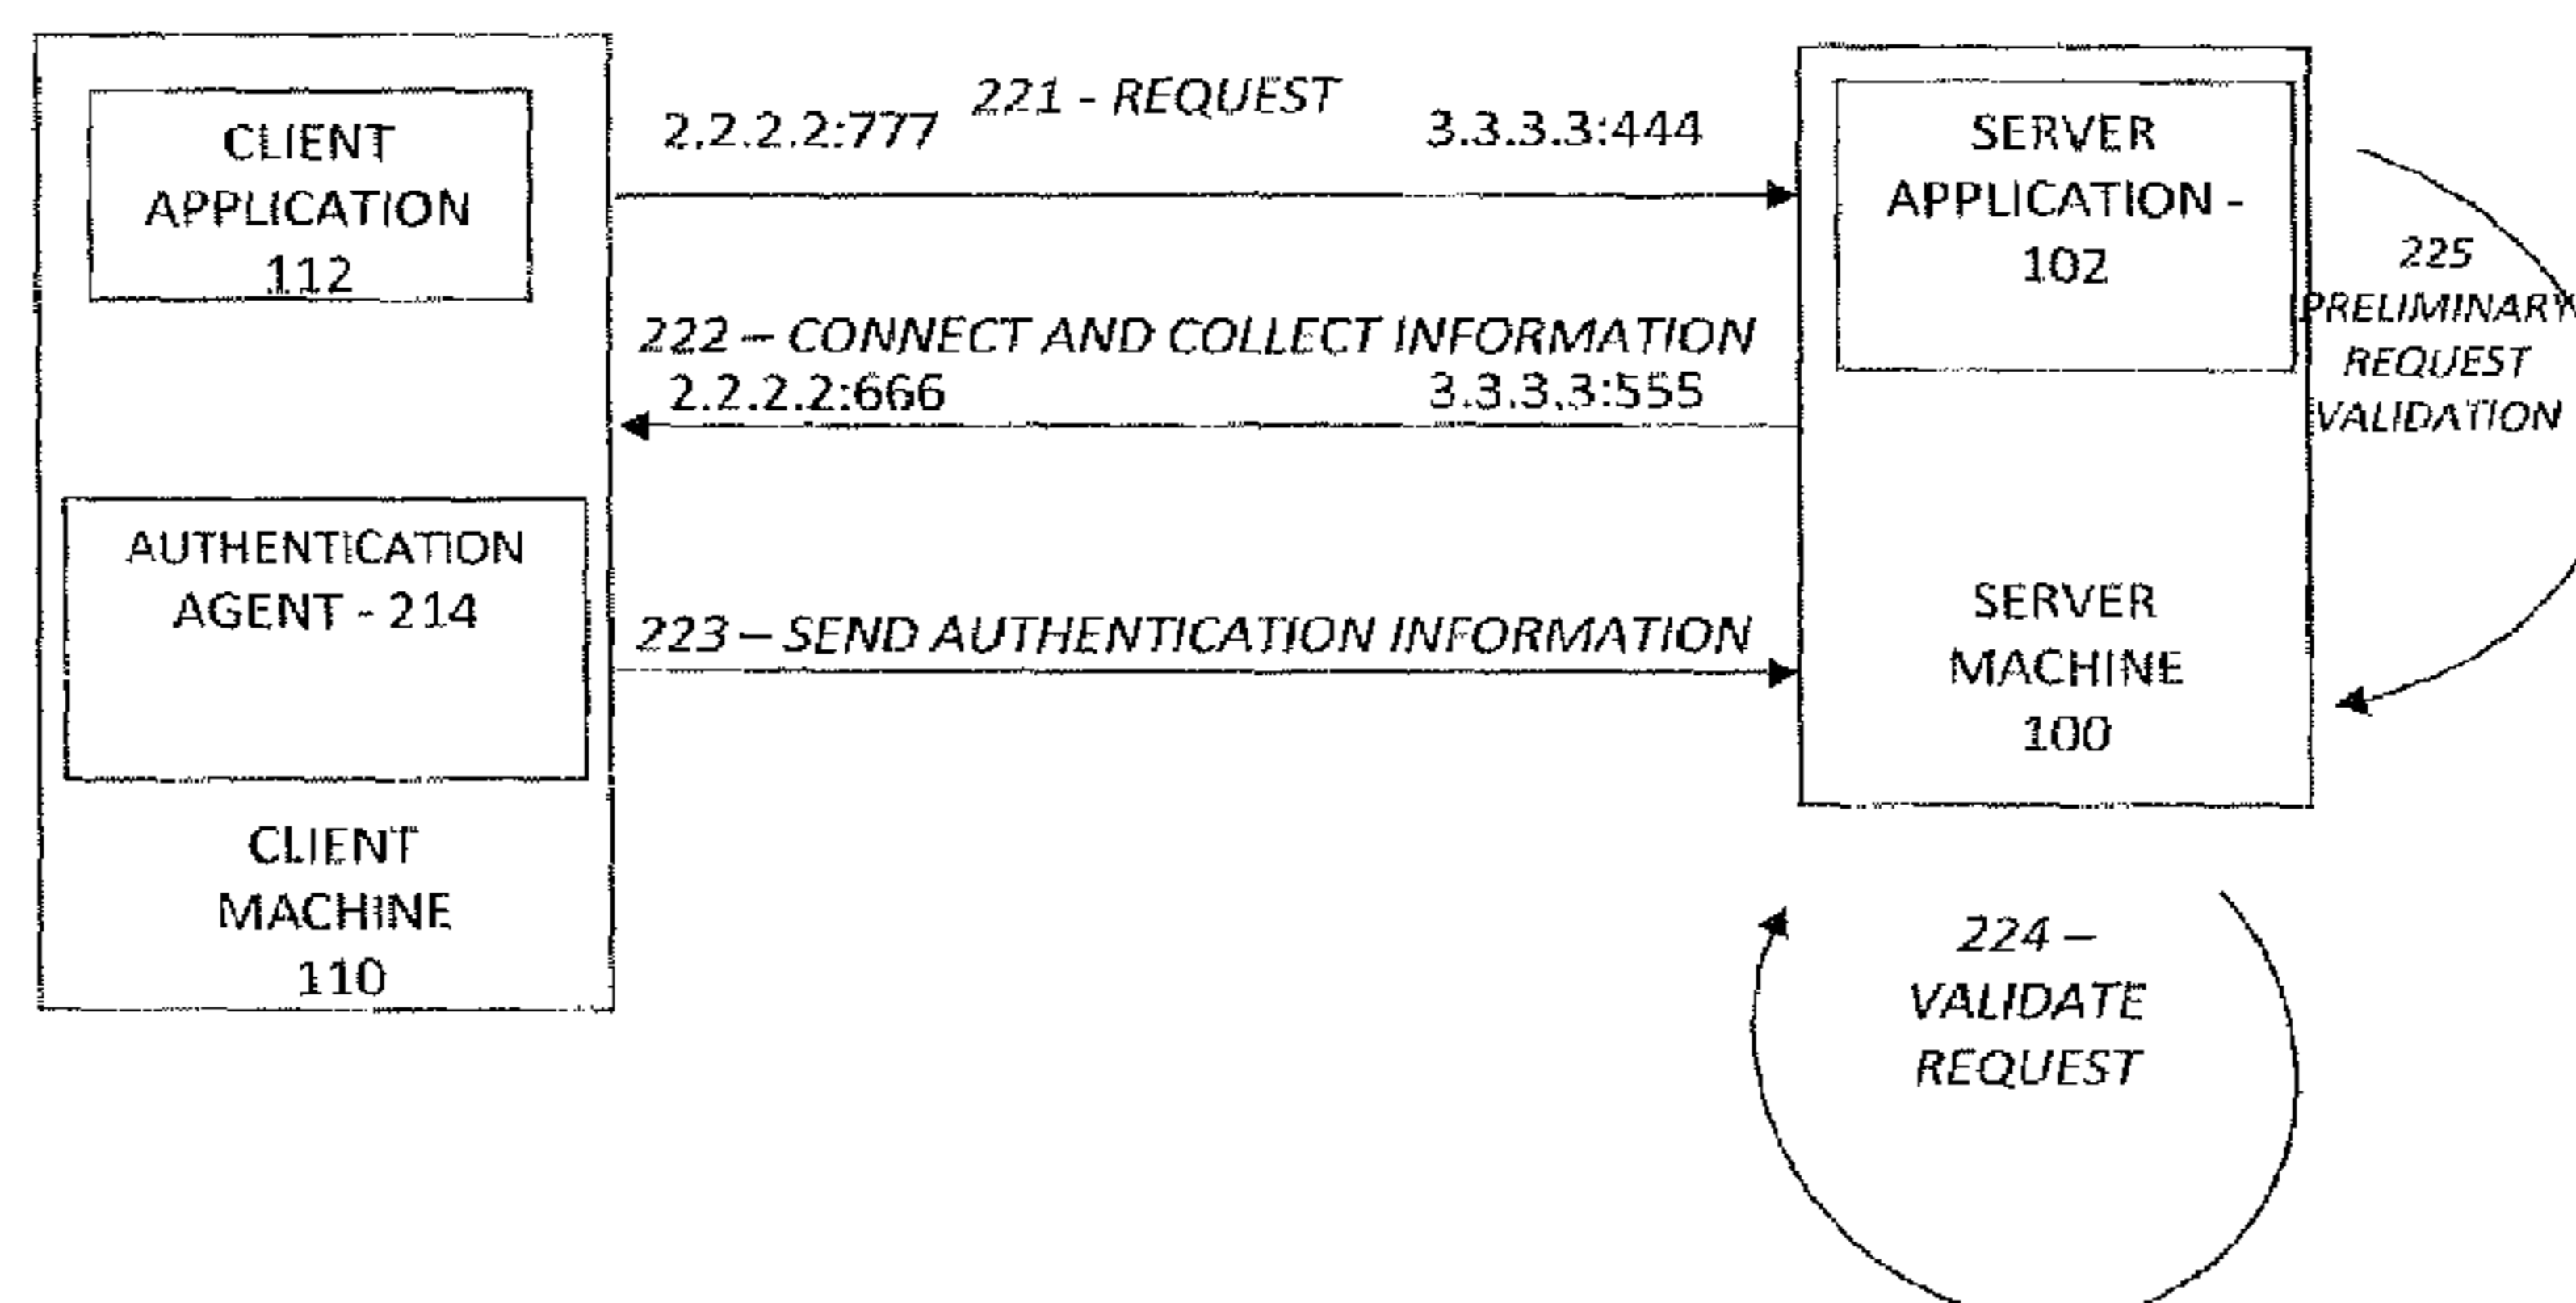 CLIENT
APPLICATION
112
AUTHENTICATION
AGENT - 214
CLIENT
MACHINE
110
221 - REQUEST
2.2.2.2:777 3.3.3.3:444
222 – CONNECT AND COLLECT INFORMATION
2.2.2.2:666 3.3.3.3:555
223 – SEND AUTHENTICATION INFORMATION
SERVER
APPLICATION -
102
SERVER
MACHINE
100
225
PRELIMINARY
REQUEST
VALIDATION
224 –
VALIDATE
REQUEST